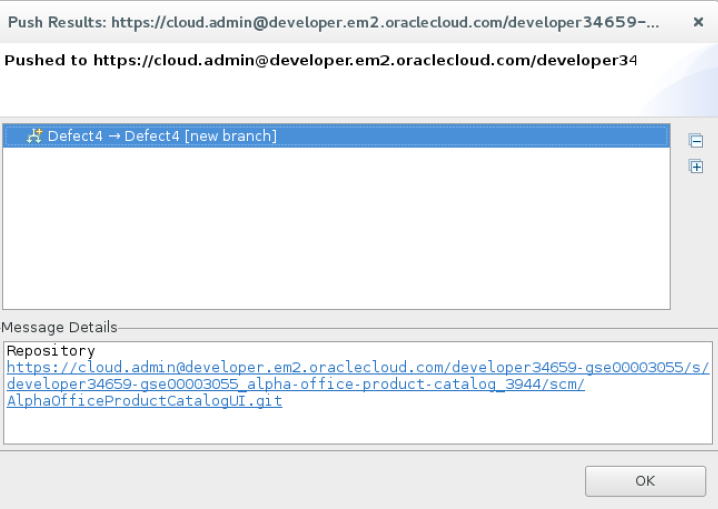 Push Results: https://cloud.admin@developer.em2.oraclecloud.com/developer34659-...
Pushed to https://cloud.admin@developer.em2.oraclecloud.com/developer34
Defect4 → Defect4 [new branch]
Message Details
Repository
https://cloud.admin@developer.em2.oraclecloud.com/developer34659-gse00003055/s/
developer34659-gse00003055_alpha-office-product-catalog_3944/scm/
AlphaOfficeProductCatalogUI.git
OK